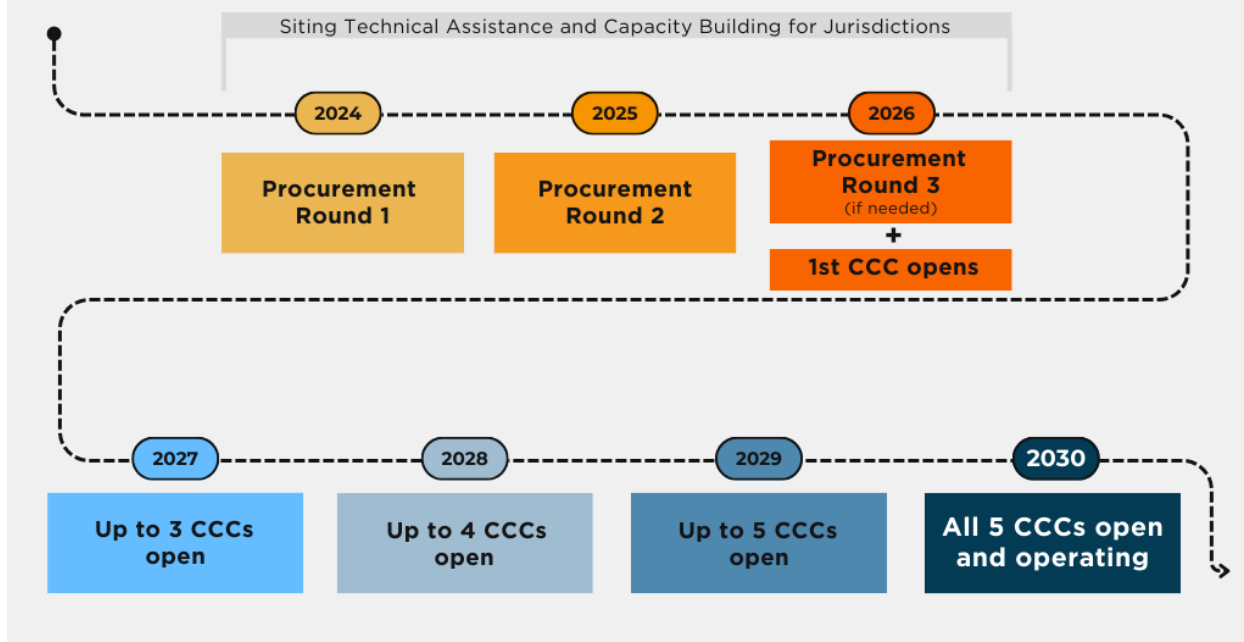 Siting Technical Assistance and Capacity Building for Jurisdictions
2024
2025
2026
Procurement
Round 1
Procurement
Round 2
Procurement
Round 3
(if needed)
+
1st CCC opens
2027
2028
2029
2030
Up to 3 CCCs
open
Up to 4 CCCs
open
Up to 5 CCCs
open
All 5 CCCs open
and operating